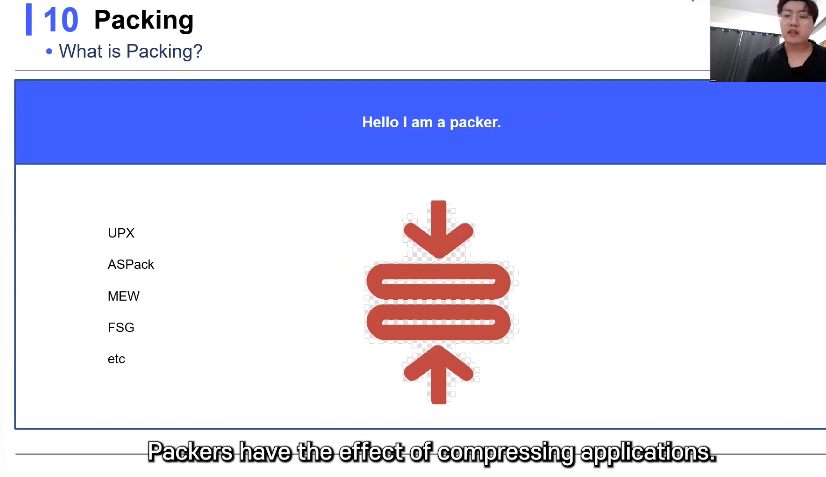 10 Packing
• What is Packing?
Hello I am a packer.
UPX
ASPack
MEW
FSG
etc
Packers have the effect of compressing applications.